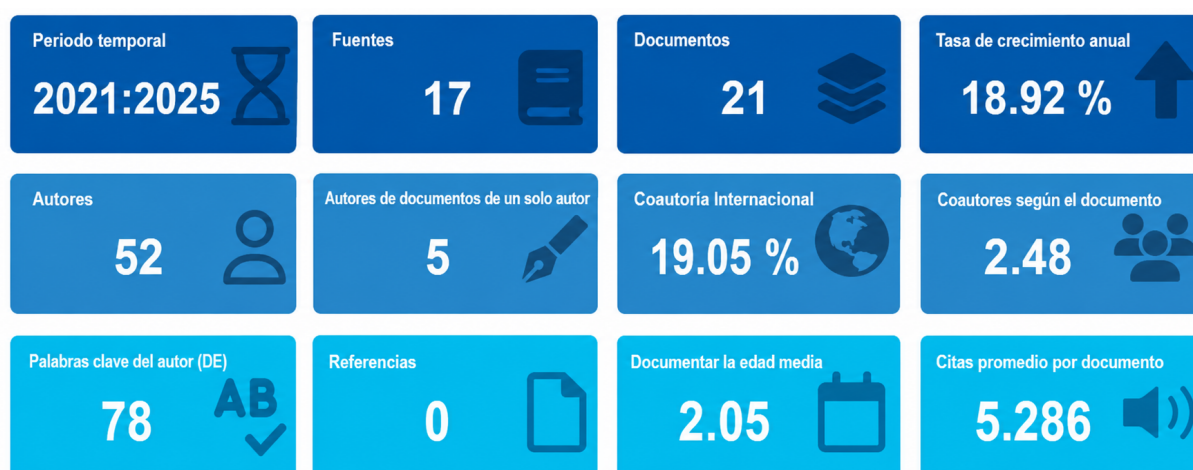 Periodo temporal
2021:2025
Fuentes
17
Documentos
21
Tasa de crecimiento anual
18.92 %
Autores
52
Autores de documentos de un solo autor
5
Coautoría Internacional
19.05 %
Coautores según el documento
2.48
Palabras clave del autor (DE)
78
AB
Referencias
0
Documentar la edad media
2.05
Citas promedio por documento
5.286